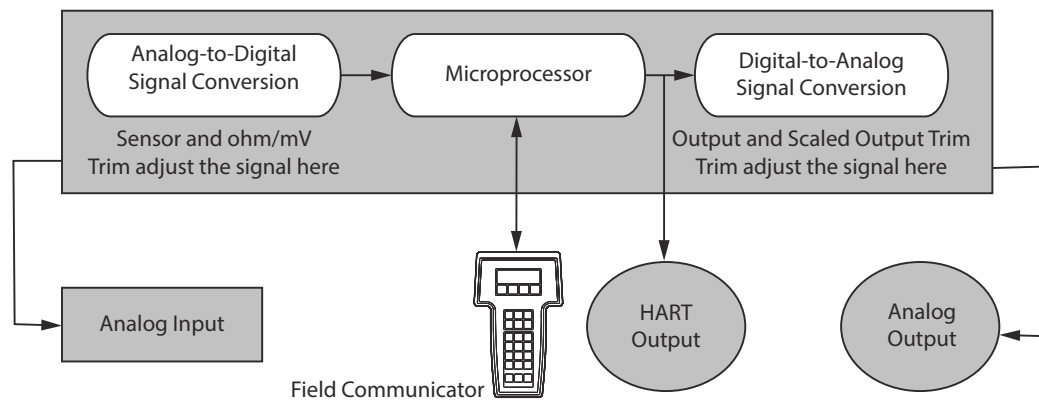 Analog-to-Digital
Signal Conversion
Microprocessor
Digital-to-Analog
Signal Conversion
Sensor and ohm/mV
Trim adjust the signal here
Output and Scaled Output Trim
Trim adjust the signal here
Analog Input
Field Communicator
HART
Output
Analog
Output